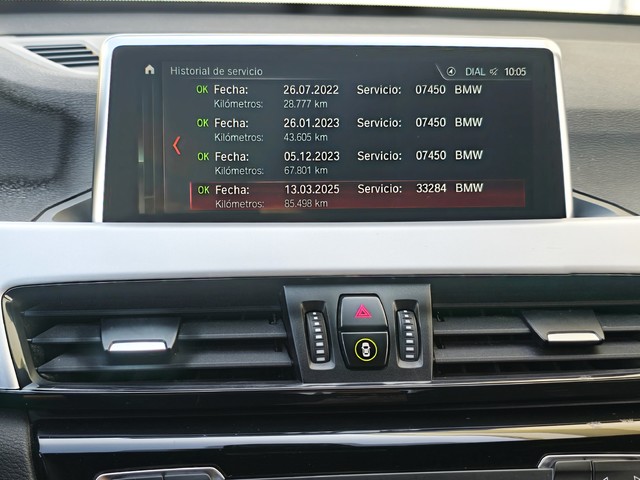 Historial de servicio DIAL 10:05
OK Fecha: 26.07.2022 Servicio: 07450 BMW
Kilómetros: 28.777 km
OK Fecha: 26.01.2023 Servicio: 07450 BMW
Kilómetros: 43.605 km
OK Fecha: 05.12.2023 Servicio: 07450 BMW
Kilómetros: 67.801 km
OK Fecha: 13.03.2025 Servicio: 33284 BMW
Kilómetros: 85.498 km